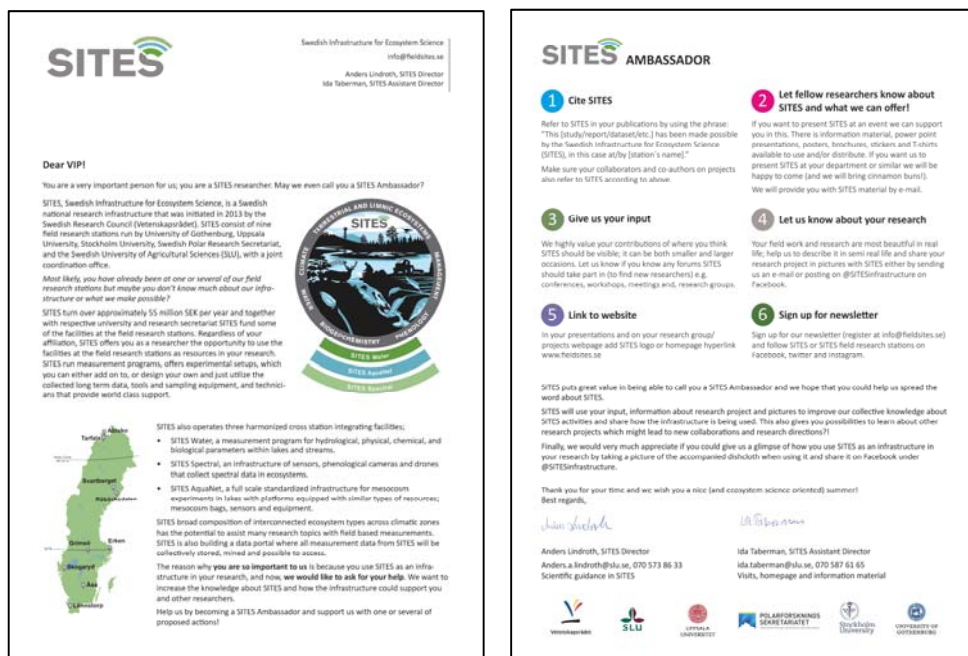 SITES
Swedish Infrastructure for Ecosystem Science
info@fieldsites.se
Anders Lindroth, SITES Director
Ida Taberman, SITES Assistant Director
Dear VIP!
You are a very important person for us; you are a SITES researcher. May we even call you a SITES Ambassador?
SITES, Swedish Infrastructure for Ecosystem Science, is a Swedish
national research infrastructure that was initiated in 2013 by the
Swedish Research Council (Vetenskapsrådet). SITES consist of nine
field research stations run by University of Gothenburg, Uppsala
University, Stockholm University, Swedish Polar Research Secretariat,
and the Swedish University of Agricultural Sciences (SLU), with a joint
coordination office.
Most likely, you have already been at one or several of our field
research stations but maybe you don't know much about our infra-
structure or what we make possible?
SITES turn over approximately 55 million SEK per year and together
with respective university and research secretariat SITES fund some
of the facilities at the field research stations. Regardless of your
affiliation, SITES offers you as a researcher the opportunity to use the
facilities at the field research stations as resources in your research.
SITES run measurement programs, offers experimental setups, which
you can either add on to, or design your own and just utilize the
collected long term data, tools and sampling equipment, and technici-
ans that provide world class support.
TERRESTRIAL AND LIMNIC ECOSYSTEMS
CLIMATE
MANAGEMENT
WATER
BIOGEOCHEMISTRY
PHENOLOGY
SITES
SITES Water
SITES AquaNet
SITES Spectral
Abisko
Tarfala
Svartberget
Röbäcksdalen
Grimsö
Erken
Skogaryd
Asa
Lönnstorp
SITES also operates three harmonized cross station integrating facilities;
• SITES Water, a measurement program for hydrological, physical, chemical, and
biological parameters within lakes and streams.
• SITES Spectral, an infrastructure of sensors, phenological cameras and drones
that collect spectral data in ecosystems.
• SITES AquaNet, a full scale standardized infrastructure for mesocosm
experiments in lakes with platforms equipped with similar types of resources;
mesocosm bags, sensors and equipment.
SITES broad composition of interconnected ecosystem types across climatic zones
has the potential to assist many research topics with field based measurements.
SITES is also building a data portal where all measurement data from SITES will be
collectively stored, mined and possible to access.
The reason why you are so important to us is because you use SITES as an infra-
structure in your research, and now, we would like to ask for your help. We want to
increase the knowledge about SITES and how the infrastructure could support you
and other researchers.
Help us by becoming a SITES Ambassador and support us with one or several of
proposed actions!
SITES AMBASSADOR
1 Cite SITES
Refer to SITES in your publications by using the phrase:
"This [study/report/dataset/etc.] has been made possible
by the Swedish Infrastructure for Ecosystem Science
(SITES), in this case at/by [station´s name]."
Make sure your collaborators and co-authors on projects
also refer to SITES according to above.
2 Let fellow researchers know about
SITES and what we can offer!
If you want to present SITES at an event we can support
you in this. There is information material, power point
presentations, posters, brochures, stickers and T-shirts
available to use and/or distribute. If you want us to
present SITES at your department or similar we will be
happy to come (and we will bring cinnamon buns!).
We will provide you with SITES material by e-mail.
3 Give us your input
We highly value your contributions of where you think
SITES should be visible; it can be both smaller and larger
occasions. Let us know if you know any forums SITES
should take part in (to find new researchers) e.g.
conferences, workshops, meetings and, research groups.
4 Let us know about your research
Your field work and research are most beautiful in real
life; help us to describe it in semi real life and share your
research project in pictures with SITES either by sending
us an e-mail or posting on @SITESinfrastructure on
Facebook.
5 Link to website
In your presentations and on your research group/
projects webpage add SITES logo or homepage hyperlink
www.fieldsites.se
6 Sign up for newsletter
Sign up for our newsletter (register at info@fieldsites.se)
and follow SITES or SITES field research stations on
Facebook, twitter and instagram.
SITES puts great value in being able to call you a SITES Ambassador and we hope that you could help us spread the
word about SITES.
SITES will use your input, information about research project and pictures to improve our collective knowledge about
SITES activities and share how the infrastructure is being used. This also gives you possibilities to learn about other
research projects which might lead to new collaborations and research directions?!
Finally, we would very much appreciate if you could give us a glimpse of how you use SITES as an infrastructure in
your research by taking a picture of the accompanied dishcloth when using it and share it on Facebook under
@SITESinfrastructure.
Thank you for your time and we wish you a nice (and ecosystem science oriented) summer!
Best regards,
Anders Lindroth, SITES Director
Anders.a.lindroth@slu.se, 070 573 86 33
Scientific guidance in SITES
Ida Taberman, SITES Assistant Director
ida.taberman@slu.se, 070 587 61 65
Visits, homepage and information material
Vetenskapsrådet
SLU
UPPSALA
UNIVERSITET
POLARFORSKNINGS
SEKRETARIATET
Stockholm
University
UNIVERSITY OF
GOTHENBURG